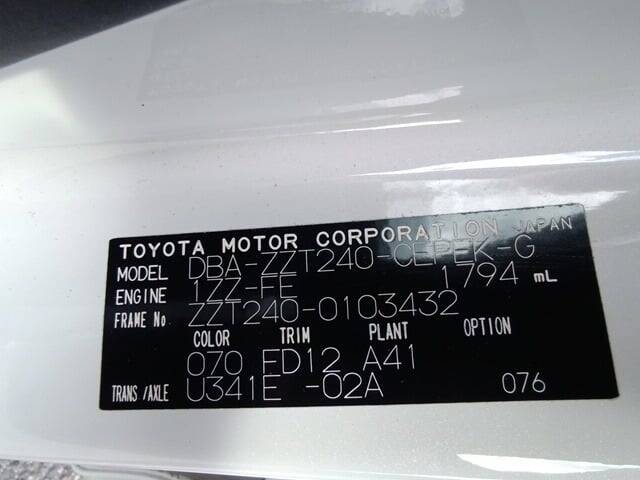 TOYOTA MOTOR CORPORATION JAPAN
MODEL DBA-ZZT240-CEPEK-G
ENGINE 1ZZ-FE 1794 mL
FRAME No ZZT240-0103432
COLOR TRIM PLANT OPTION
070 FD12 A41
TRANS/AXLE U341E -02A 076